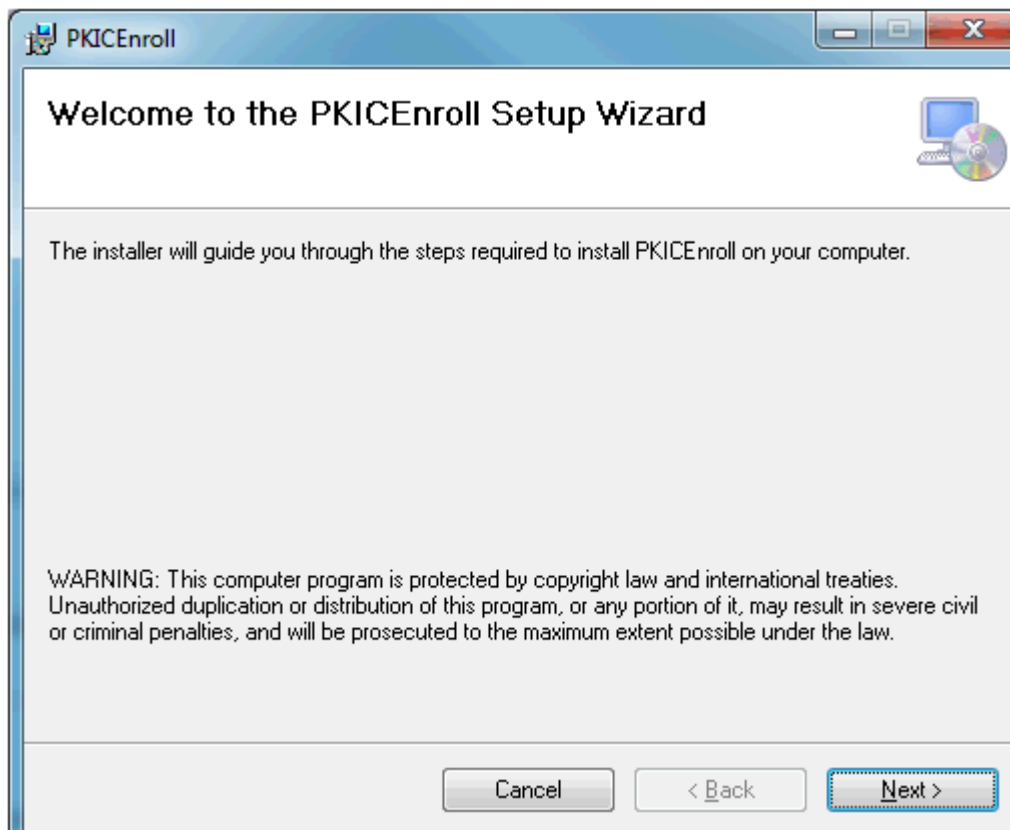 PKICEnroll
Welcome to the PKICEnroll Setup Wizard
The installer will guide you through the steps required to install PKICEnroll on your computer.
WARNING: This computer program is protected by copyright law and international treaties.
Unauthorized duplication or distribution of this program, or any portion of it, may result in severe civil
or criminal penalties, and will be prosecuted to the maximum extent possible under the law.
Cancel
< Back
Next >